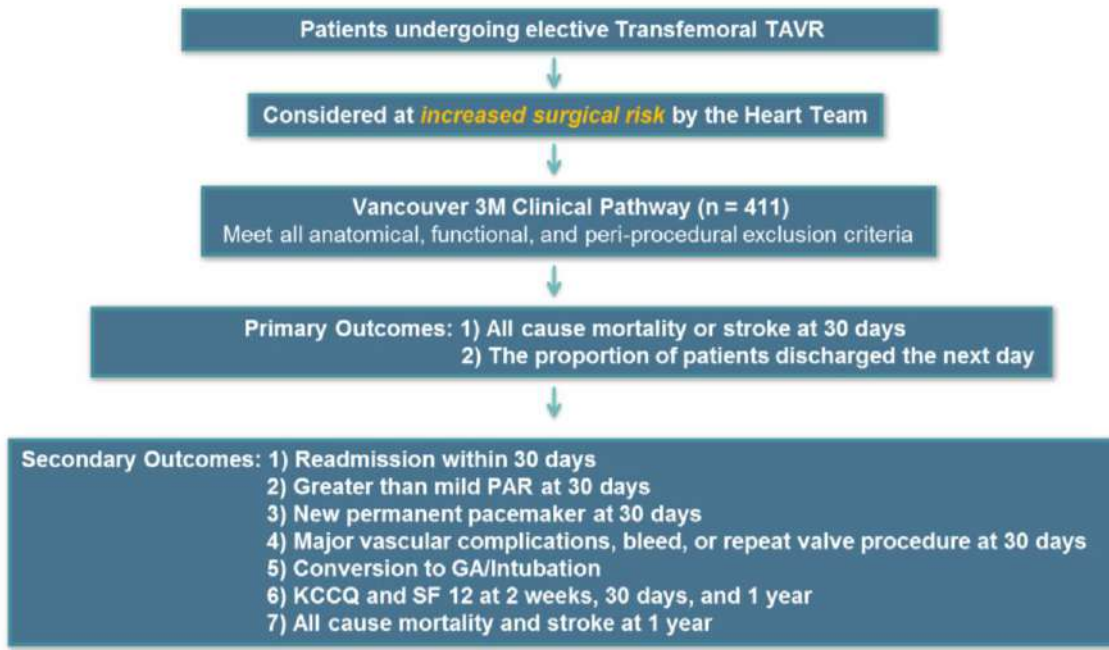 Patients undergoing elective Transfemoral TAVR
Considered at increased surgical risk by the Heart Team
Vancouver 3M Clinical Pathway (n = 411)
Meet all anatomical, functional, and peri-procedural exclusion criteria
Primary Outcomes: 1) All cause mortality or stroke at 30 days
2) The proportion of patients discharged the next day
Secondary Outcomes: 1) Readmission within 30 days
2) Greater than mild PAR at 30 days
3) New permanent pacemaker at 30 days
4) Major vascular complications, bleed, or repeat valve procedure at 30 days
5) Conversion to GA/Intubation
6) KCCQ and SF 12 at 2 weeks, 30 days, and 1 year
7) All cause mortality and stroke at 1 year